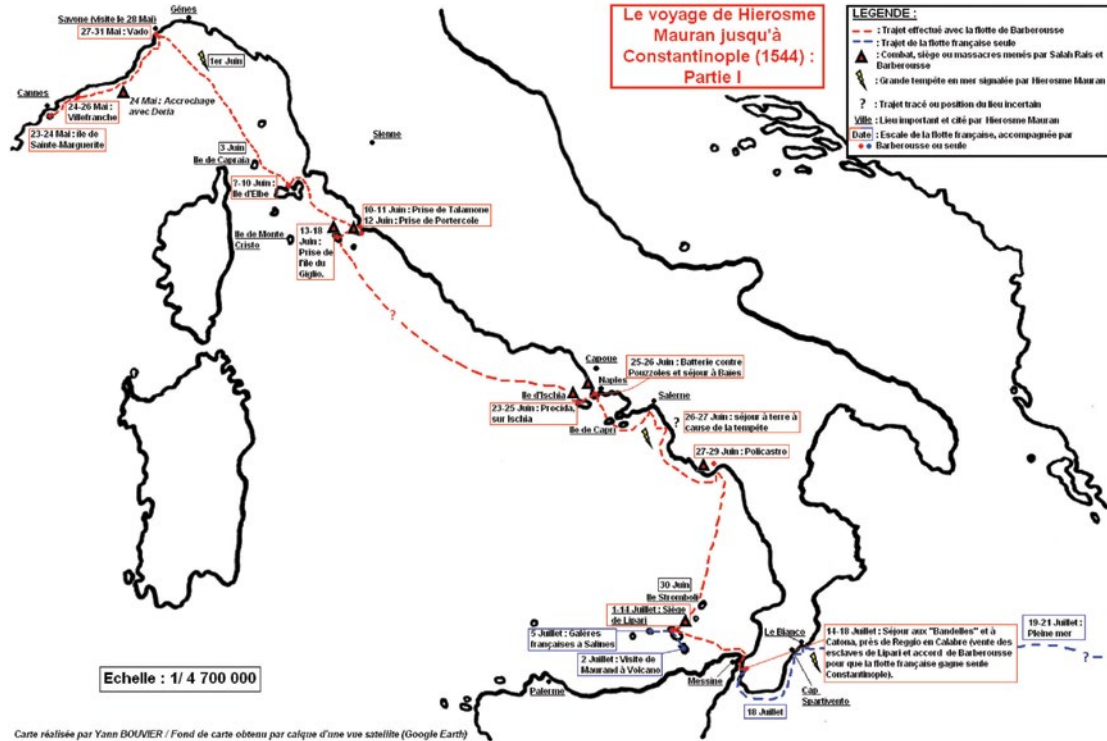 Le voyage de Hierosme
Mauran jusqu'à
Constantinople (1544) :
Partie I
LEGENDE :
: Trajet effectué avec la flotte de Barberousse
: Trajet de la flotte française seule
: Combat, siège ou massacres menés par Salah Rais et
Barberousse
: Grande tempête en mer signalée par Hierosme Mauran
? : Trajet tracé ou position du lieu incertain
Ville : Lieu important et cité par Hierosme Mauran
Date : Escale de la flotte française, accompagnée par
Barberousse ou seule
Savone (visite le 28 Mai)
27-31 Mai : Vado
Gênes
1er Juin
Cannes
24-26 Mai :
Villefranche
24 Mai : Accrochage
avec Doria
23-24 Mai : île de
Sainte-Marguerite
Sienne
3 Juin
Ile de Capraia
?-10 Juin :
Ile d'Elbe
10-11 Juin : Prise de Talamone
12 Juin : Prise de Portercole
Ile de Monte
Cristo
13-18
Juin :
Prise de
l'île du
Giglio.
?
Capoue
25-26 Juin : Batterie contre
Pouzzoles et séjour à Baies
Naples
Ile d'Ischia
23-25 Juin : Procida,
sur Ischia
Salerne
Ile de Capri
?
26-27 Juin : séjour à terre à
cause de la tempête
27-29 Juin : Policastro
30 Juin
Ile Stromboli
1-14 Juillet : Siège
de Lipari
5 Juillet : Galères
françaises à Salines
2 Juillet : Visite de
Maurand à Volcano
Le Bianco
14-18 Juillet : Séjour aux "Bandelles" et à
Catona, près de Reggio en Calabre (vente des
esclaves de Lipari et accord de Barberousse
pour que la flotte française gagne seule
Constantinople).
19-21 Juillet :
Pleine mer
?
Messine
Palerme
Cap
Spartivento
18 Juillet
Echelle : 1/ 4 700 000
Carte réalisée par Yann BOUVIER / Fond de carte obtenu par calque d'une vue satellite (Google Earth)